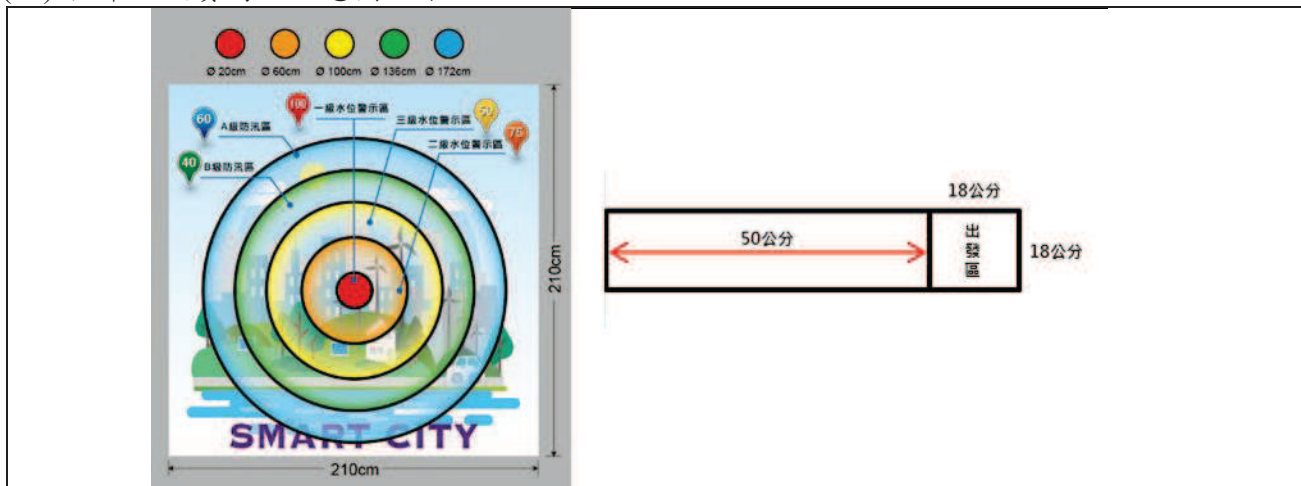 Ø 20cm Ø 60cm Ø 100cm Ø 136cm Ø 172cm
100 一級水位警示區
60 A級防汛區
三級水位警示區 50
二級水位警示區 75
40 B級防汛區
SMART CITY
210cm
210cm
18公分
50公分
出發區
18公分